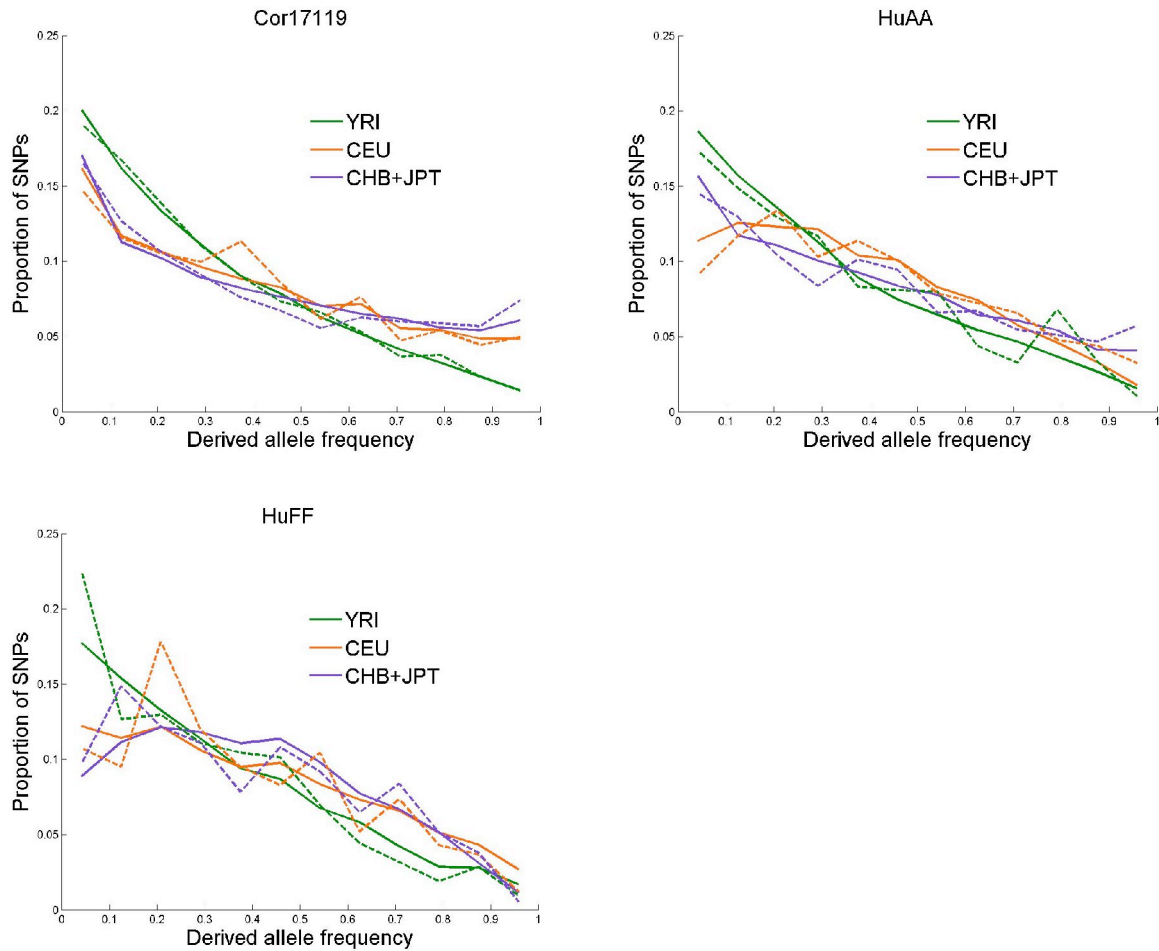 Cor17119
0.25
0.2
0.15
0.1
0.05
0
Proportion of SNPs
YRI
CEU
CHB+JPT
0 0.1 0.2 0.3 0.4 0.5 0.6 0.7 0.8 0.9 1
Derived allele frequency
HuAA
0.25
0.2
0.15
0.1
0.05
0
Proportion of SNPs
YRI
CEU
CHB+JPT
0 0.1 0.2 0.3 0.4 0.5 0.6 0.7 0.8 0.9 1
Derived allele frequency
HuFF
0.25
0.2
0.15
0.1
0.05
0
Proportion of SNPs
YRI
CEU
CHB+JPT
0 0.1 0.2 0.3 0.4 0.5 0.6 0.7 0.8 0.9 1
Derived allele frequency